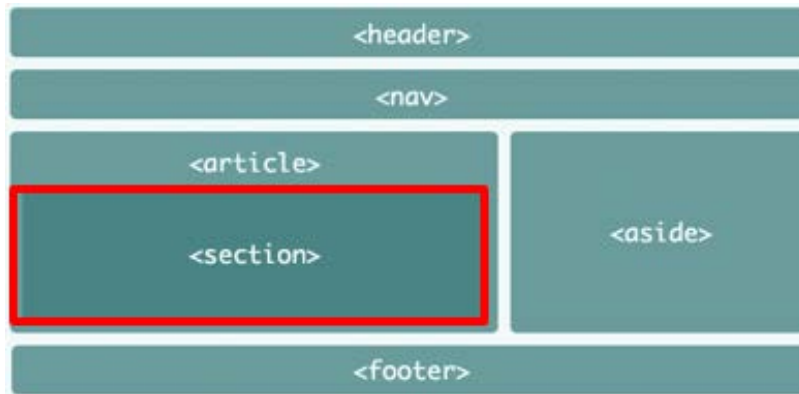 <header>
<nav>
<article>
<section>
<aside>
<footer>